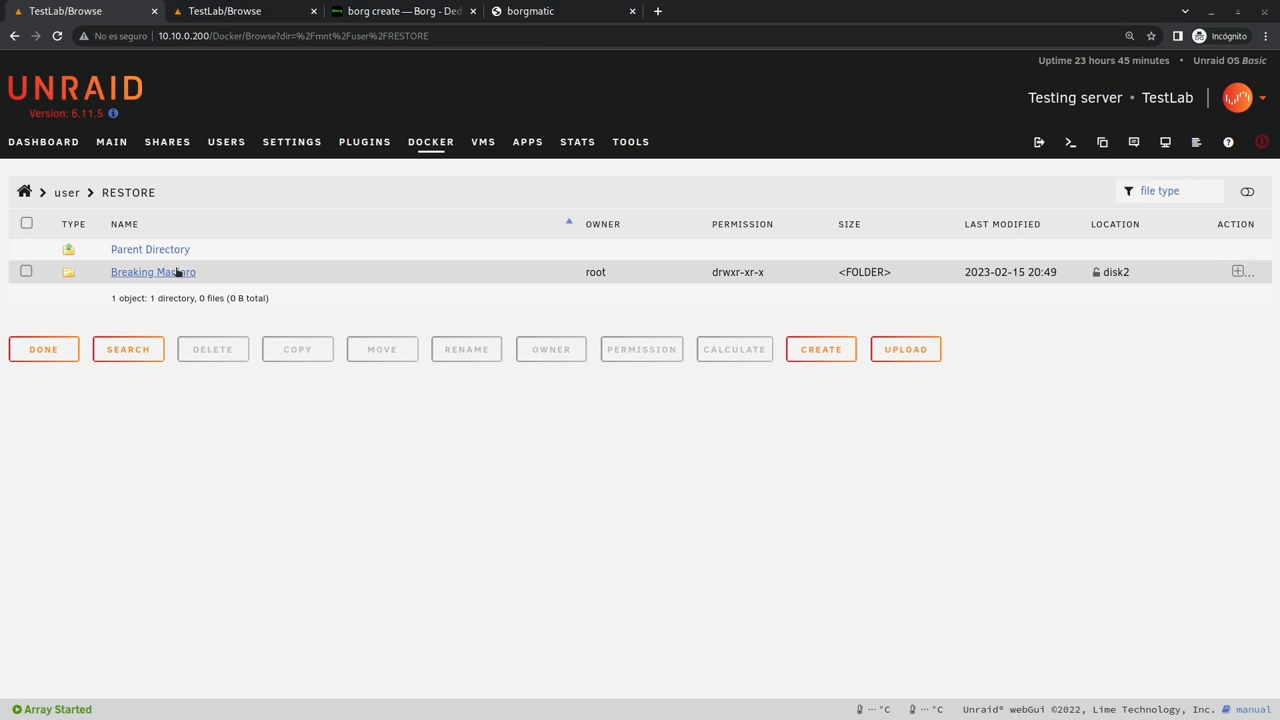 TestLab/Browse
TestLab/Browse
borg create — Borg - Ded
borgmatic
No es seguro
10.10.0.200/Docker/Browse?dir=%2Fmnt%2Fuser%2FRESTORE
Incógnito
Uptime 23 hours 45 minutes • Unraid OS Basic
UNRAID
Version: 6.11.5
Testing server • TestLab
DASHBOARD MAIN SHARES USERS SETTINGS PLUGINS DOCKER VMS APPS STATS TOOLS
user RESTORE
file type
TYPE NAME OWNER PERMISSION SIZE LAST MODIFIED LOCATION ACTION
Parent Directory
Breaking root drwxr-xr-x <FOLDER> 2023-02-15 20:49 disk2 ...
1 object: 1 directory, 0 files (0 B total)
DONE SEARCH DELETE COPY MOVE RENAME OWNER PERMISSION CALCULATE CREATE UPLOAD
Array Started
··· °C ··· °C Unraid® webGui ©2022, Lime Technology, Inc. manual